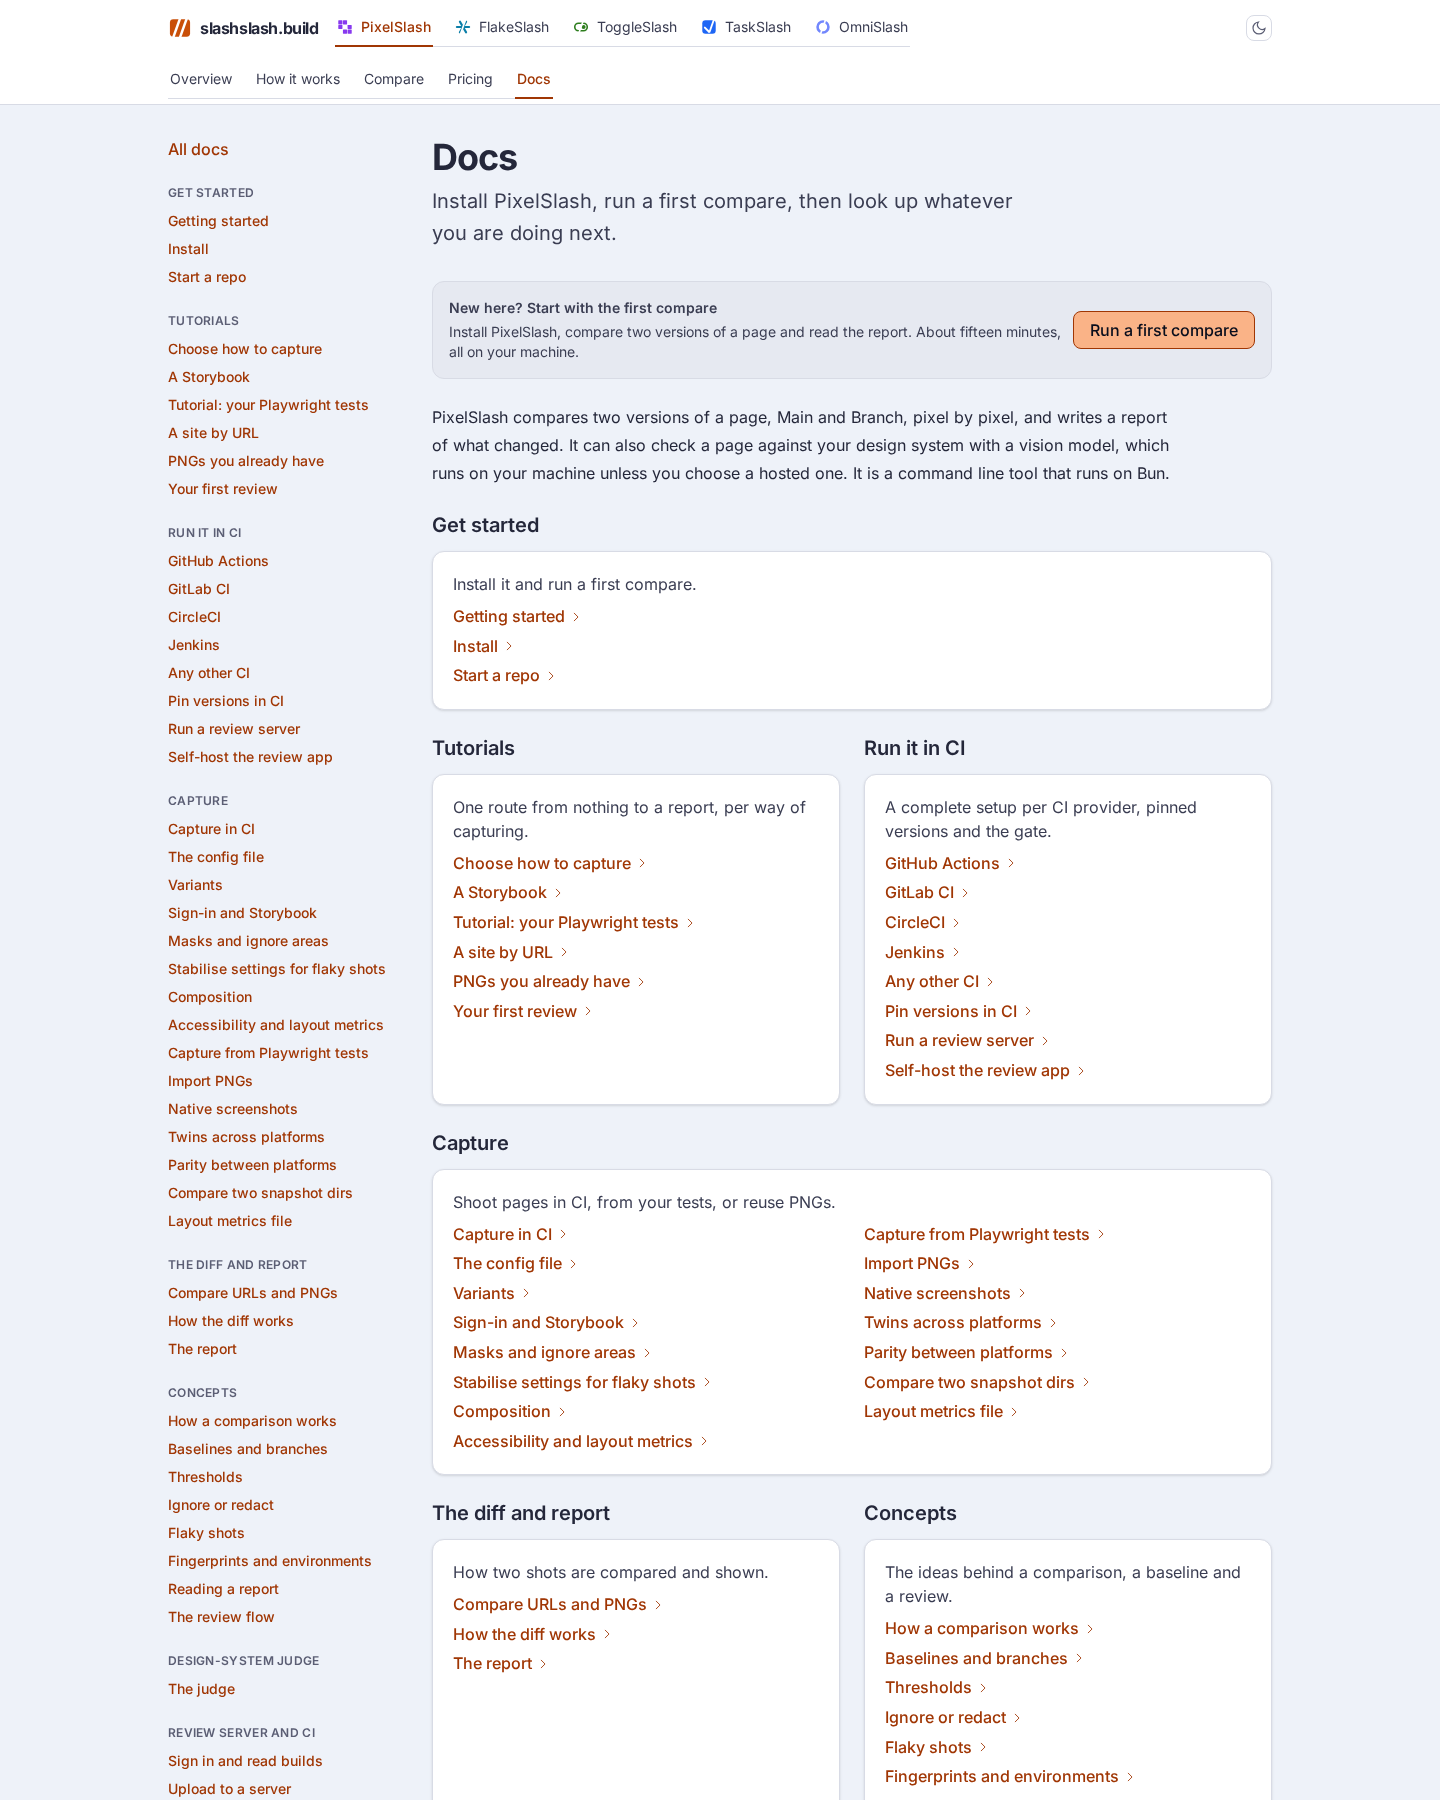 slashslash.build
PixelSlash
FlakeSlash
ToggleSlash
TaskSlash
OmniSlash
Overview
How it works
Compare
Pricing
Docs
All docs
GET STARTED
Getting started
Install
Start a repo
TUTORIALS
Choose how to capture
A Storybook
Tutorial: your Playwright tests
A site by URL
PNGs you already have
Your first review
RUN IT IN CI
GitHub Actions
GitLab CI
CircleCI
Jenkins
Any other CI
Pin versions in CI
Run a review server
Self-host the review app
CAPTURE
Capture in CI
The config file
Variants
Sign-in and Storybook
Masks and ignore areas
Stabilise settings for flaky shots
Composition
Accessibility and layout metrics
Capture from Playwright tests
Import PNGs
Native screenshots
Twins across platforms
Parity between platforms
Compare two snapshot dirs
Layout metrics file
THE DIFF AND REPORT
Compare URLs and PNGs
How the diff works
The report
CONCEPTS
How a comparison works
Baselines and branches
Thresholds
Ignore or redact
Flaky shots
Fingerprints and environments
Reading a report
The review flow
DESIGN-SYSTEM JUDGE
The judge
REVIEW SERVER AND CI
Sign in and read builds
Upload to a server
Docs
Install PixelSlash, run a first compare, then look up whatever
you are doing next.
New here? Start with the first compare
Install PixelSlash, compare two versions of a page and read the report. About fifteen minutes,
all on your machine.
Run a first compare
PixelSlash compares two versions of a page, Main and Branch, pixel by pixel, and writes a report
of what changed. It can also check a page against your design system with a vision model, which
runs on your machine unless you choose a hosted one. It is a command line tool that runs on Bun.
Get started
Install it and run a first compare.
Getting started
Install
Start a repo
Tutorials
One route from nothing to a report, per way of
capturing.
Choose how to capture
A Storybook
Tutorial: your Playwright tests
A site by URL
PNGs you already have
Your first review
Run it in CI
A complete setup per CI provider, pinned
versions and the gate.
GitHub Actions
GitLab CI
CircleCI
Jenkins
Any other CI
Pin versions in CI
Run a review server
Self-host the review app
Capture
Shoot pages in CI, from your tests, or reuse PNGs.
Capture in CI
The config file
Variants
Sign-in and Storybook
Masks and ignore areas
Stabilise settings for flaky shots
Composition
Accessibility and layout metrics
Capture from Playwright tests
Import PNGs
Native screenshots
Twins across platforms
Parity between platforms
Compare two snapshot dirs
Layout metrics file
The diff and report
How two shots are compared and shown.
Compare URLs and PNGs
How the diff works
The report
Concepts
The ideas behind a comparison, a baseline and
a review.
How a comparison works
Baselines and branches
Thresholds
Ignore or redact
Flaky shots
Fingerprints and environments